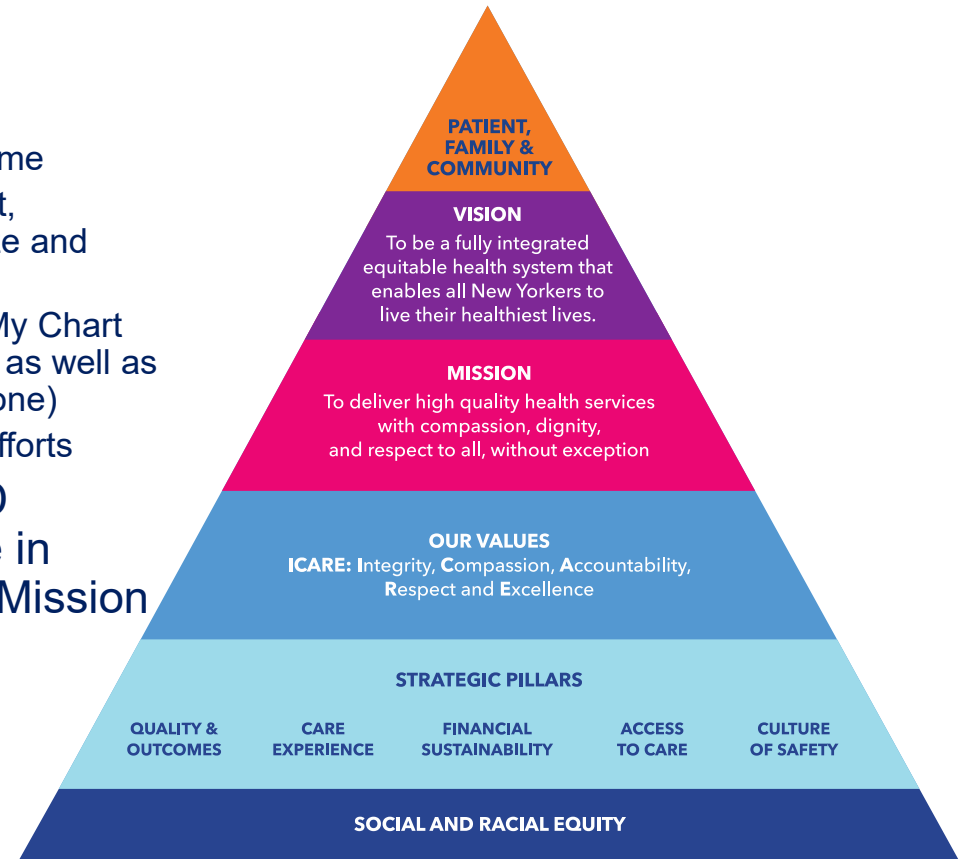 me
t,
e and
My Chart
as well as
one)
fforts
e in
Mission
PATIENT,
FAMILY &
COMMUNITY
VISION
To be a fully integrated
equitable health system that
enables all New Yorkers to
live their healthiest lives.
MISSION
To deliver high quality health services
with compassion, dignity,
and respect to all, without exception
OUR VALUES
ICARE: Integrity, Compassion, Accountability,
Respect and Excellence
STRATEGIC PILLARS
QUALITY &
OUTCOMES
CARE
EXPERIENCE
FINANCIAL
SUSTAINABILITY
ACCESS
TO CARE
CULTURE
OF SAFETY
SOCIAL AND RACIAL EQUITY